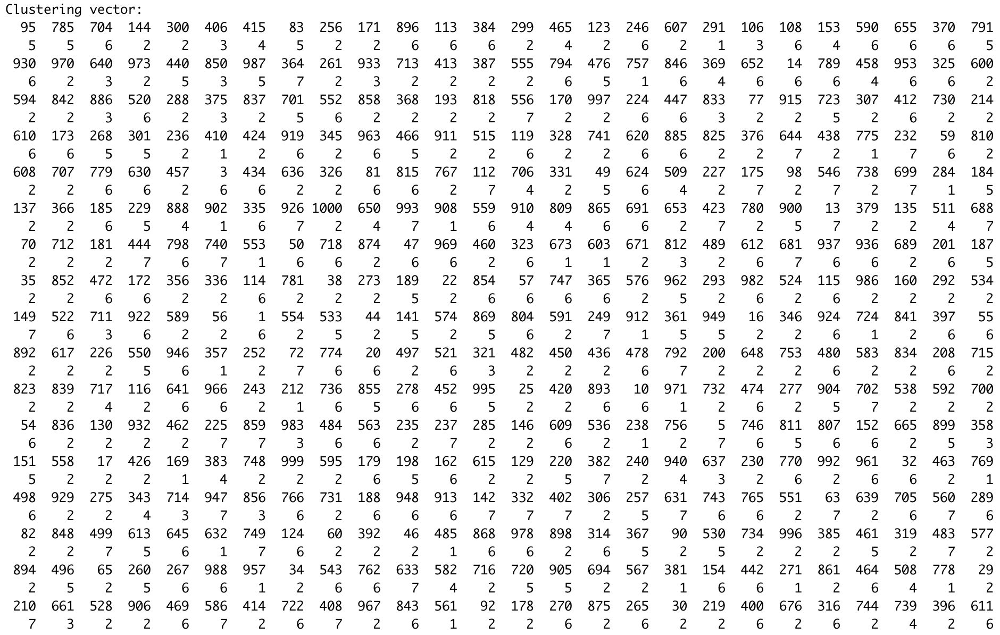 Clustering vector:
95 785 704 144 300 406 415 83 256 171 896 113 384 299 465 123 246 607 291 106 108 153 590 655 370 791
5 5 6 2 2 3 4 5 2 2 6 6 6 2 4 2 6 2 1 3 6 4 6 6 6 5
930 970 640 973 440 850 987 364 261 933 713 413 387 555 794 476 757 846 369 652 14 789 458 953 325 600
6 2 3 2 5 3 5 7 2 3 2 2 2 2 6 5 1 6 4 6 6 6 4 6 6 2
594 842 886 520 288 375 837 701 552 858 368 193 818 556 170 997 224 447 833 77 915 723 307 412 730 214
2 2 3 6 2 3 2 5 6 2 2 2 2 7 2 2 6 6 3 2 2 5 2 6 2 2
610 173 268 301 236 410 424 919 345 963 466 911 515 119 328 741 620 885 825 376 644 438 775 232 59 810
6 6 5 5 2 1 2 6 2 6 5 2 2 6 2 2 6 6 2 2 7 2 1 7 6 2
608 707 779 630 457 3 434 636 326 81 815 767 112 706 331 49 624 509 227 175 98 546 738 699 284 184
2 2 6 6 2 6 6 2 2 6 6 2 7 4 2 5 6 4 2 7 2 7 2 7 1 5
137 366 185 229 888 902 335 926 1000 650 993 908 559 910 809 865 691 653 423 780 900 13 379 135 511 688
2 2 6 5 4 1 6 7 2 4 7 1 6 4 4 6 6 2 7 2 5 7 2 2 4 7
70 712 181 444 798 740 553 50 718 874 47 969 460 323 673 603 671 812 489 612 681 937 936 689 201 187
2 2 2 7 6 7 1 6 6 2 6 6 2 6 1 1 2 3 2 6 7 6 6 2 6 5
35 852 472 172 356 336 114 781 38 273 189 22 854 57 747 365 576 962 293 982 524 115 986 160 292 534
2 2 6 6 2 2 6 2 2 2 5 2 6 6 6 6 2 5 2 6 2 6 2 2 2 2
149 522 711 922 589 56 1 554 533 44 141 574 869 804 591 249 912 361 949 16 346 924 724 841 397 55
7 6 3 6 2 2 6 2 5 2 5 2 5 6 2 7 1 5 5 2 2 6 1 2 6 6
892 617 226 550 946 357 252 72 774 20 497 521 321 482 450 436 478 792 200 648 753 480 583 834 208 715
2 2 2 5 6 1 2 7 6 6 2 6 3 2 2 2 6 7 2 2 2 6 2 2 6 2
823 839 717 116 641 966 243 212 736 855 278 452 995 25 420 893 10 971 732 474 277 904 702 538 592 700
2 2 4 2 6 6 2 1 6 5 6 6 5 2 2 6 6 1 2 6 2 5 7 2 2 2
54 836 130 932 462 225 859 983 484 563 235 237 285 146 609 536 238 756 5 746 811 807 152 665 899 358
6 2 2 2 2 7 7 3 6 6 2 7 2 2 6 2 1 2 7 6 5 6 6 2 5 3
151 558 17 426 169 383 748 999 595 179 198 162 615 129 220 382 240 940 637 230 770 992 961 32 463 769
5 2 2 2 1 4 2 2 2 6 5 6 2 2 5 7 2 4 3 2 6 2 6 6 2 1
498 929 275 343 714 947 856 766 731 188 948 913 142 332 402 306 257 631 743 765 551 63 639 705 560 289
6 2 2 4 3 7 3 6 2 6 6 6 7 7 7 2 5 7 6 6 2 7 2 6 7 6
82 848 499 613 645 632 749 124 60 392 46 485 868 978 898 314 367 90 530 734 996 385 461 319 483 577
2 2 7 5 6 1 7 6 2 2 2 1 6 6 2 6 5 2 5 2 2 2 5 2 7 2
894 496 65 260 267 988 957 34 543 762 633 582 716 720 905 694 567 381 154 442 271 861 464 508 778 29
2 5 2 5 6 6 1 2 6 6 7 4 2 5 5 2 2 1 6 6 1 2 6 4 1 2
210 661 528 906 469 586 414 722 408 967 843 561 92 178 270 875 265 30 219 400 676 316 744 739 396 611
7 3 2 2 6 7 2 6 7 2 6 1 2 2 6 2 6 2 2 6 2 6 2 4 2 6